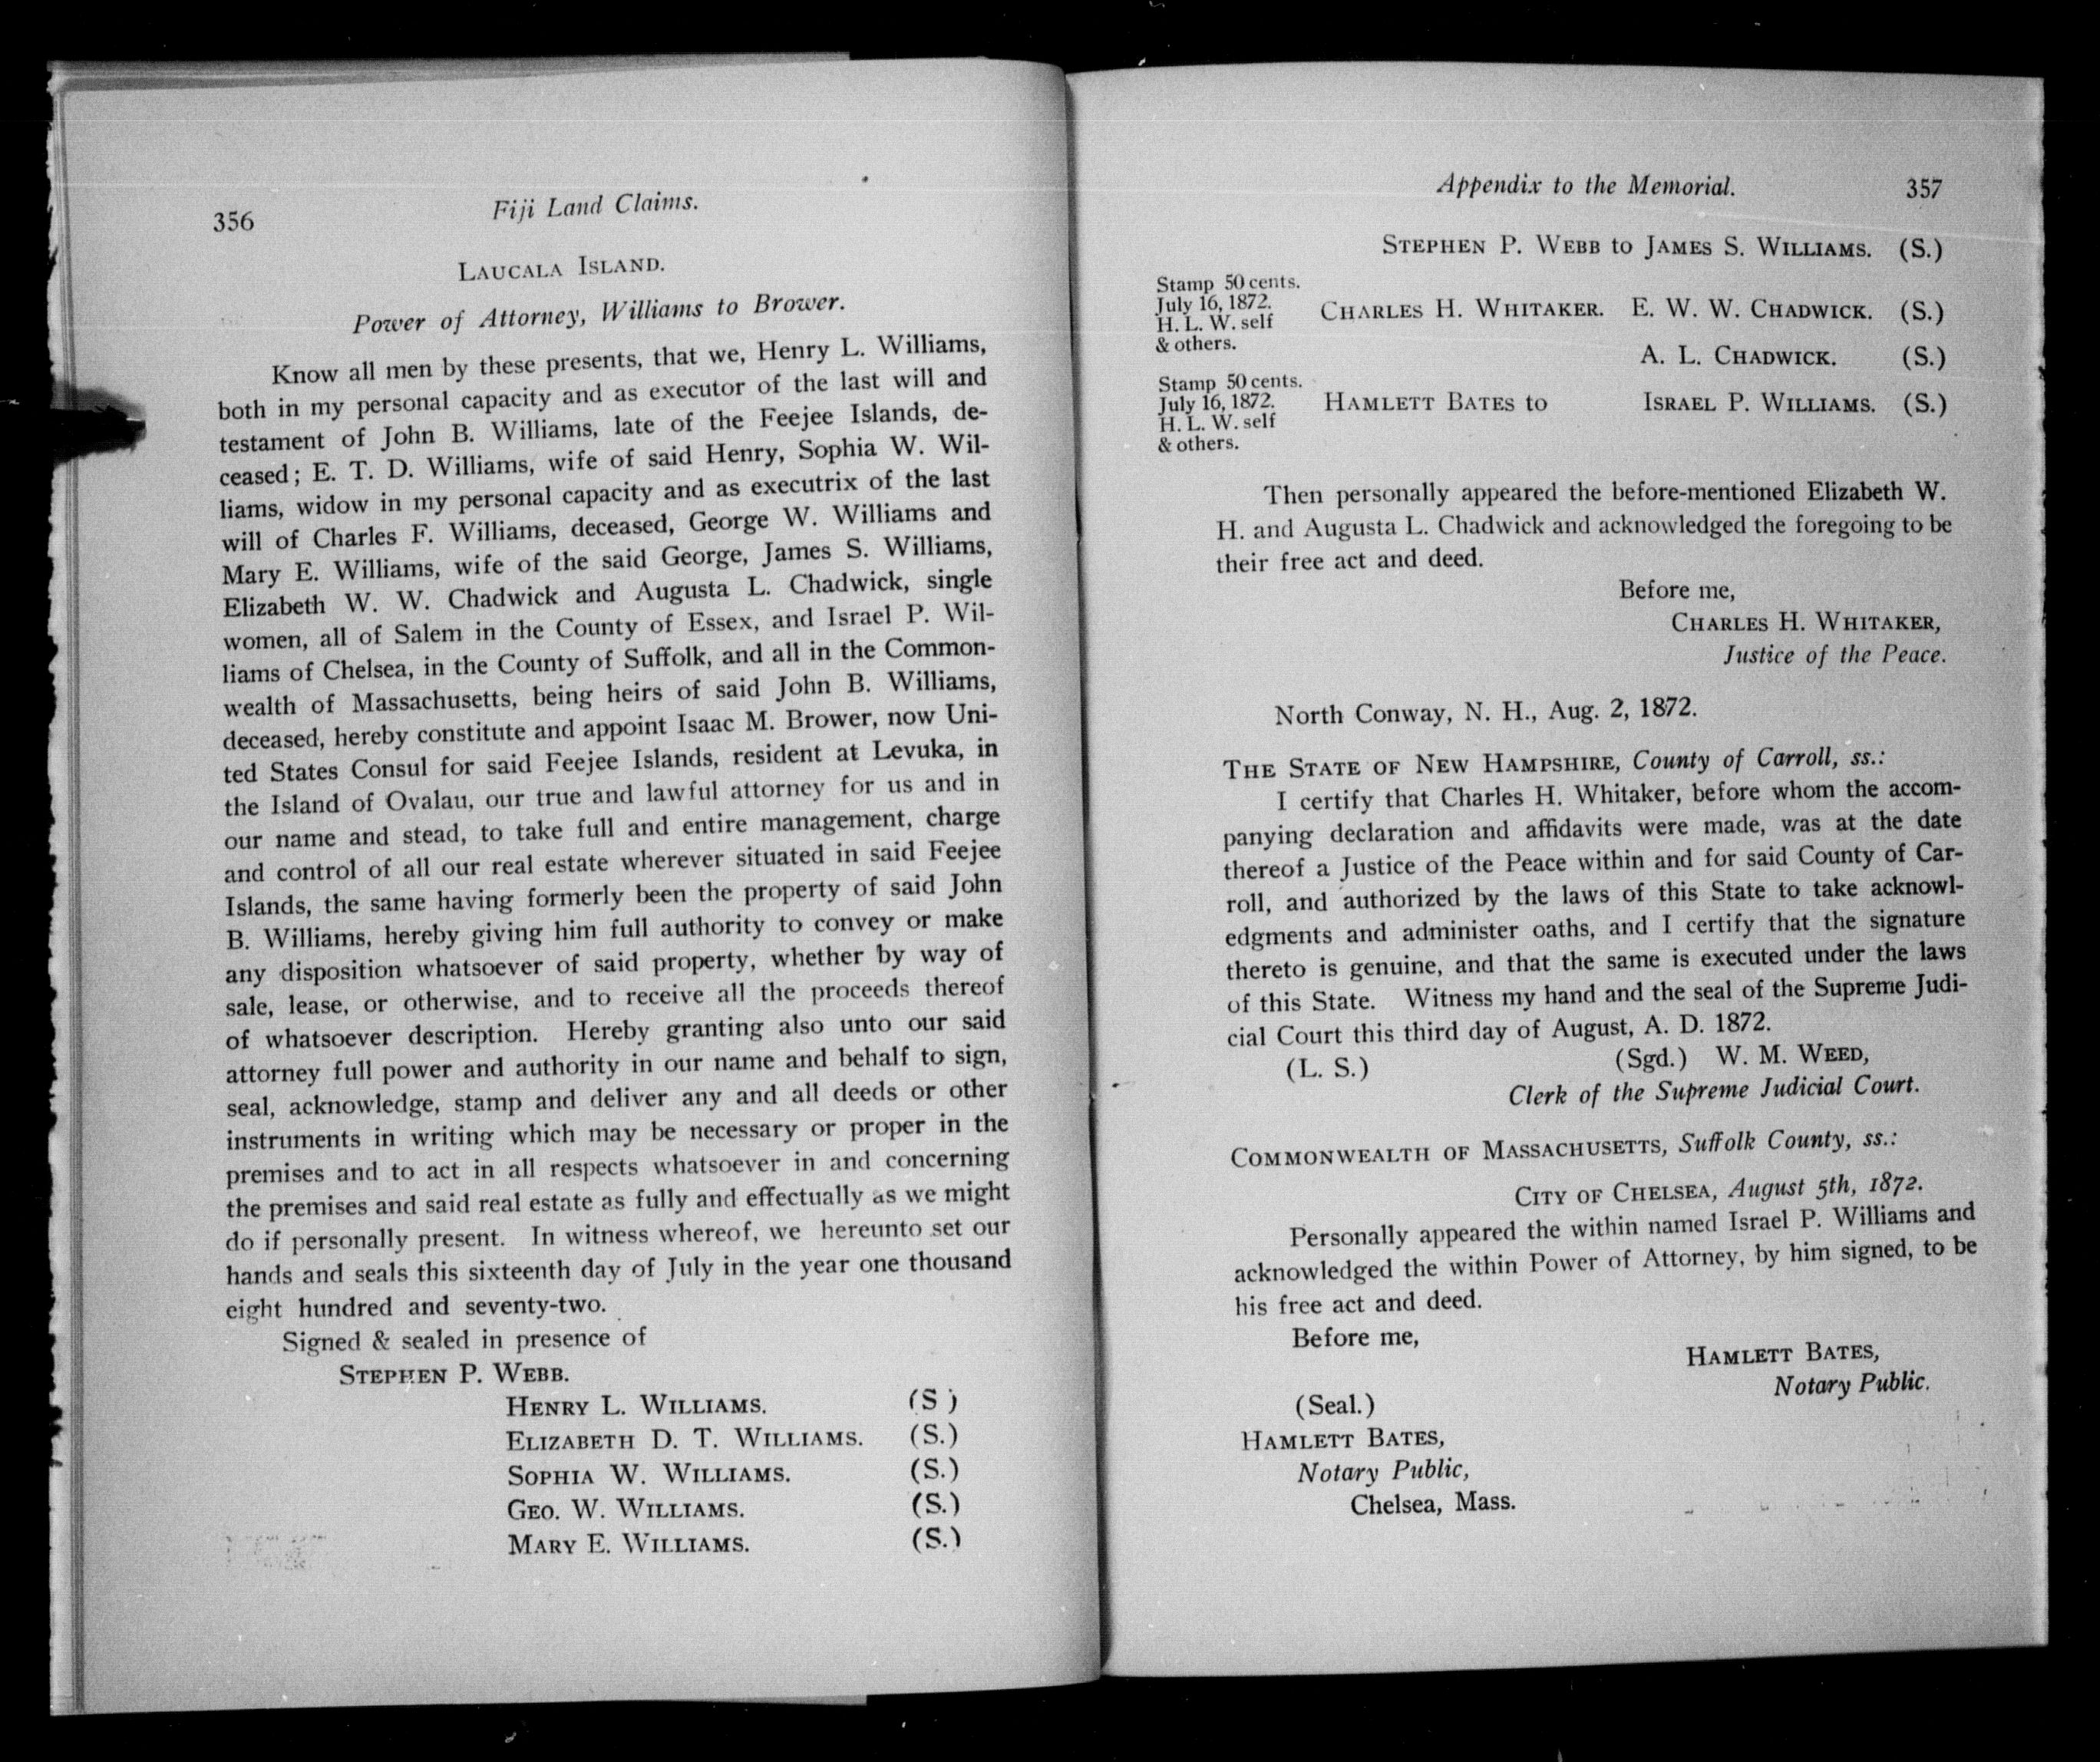 356
Fiji Land Claims.
LAUCALA ISLAND.
Power of Attorney, Williams to Brower.
Know all men by these presents, that we, Henry L. Williams,
both in my personal capacity and as executor of the last will and
testament of John B. Williams, late of the Feejee Islands, de-
ceased; E. T. D. Williams, wife of said Henry, Sophia W. Wil-
liams, widow in my personal capacity and as executrix of the last
will of Charles F. Williams, deceased, George W. Williams and
Mary E. Williams, wife of the said George, James S. Williams,
Elizabeth W. W. Chadwick and Augusta L. Chadwick, single
women, all of Salem in the County of Essex, and Israel P. Wil-
liams of Chelsea, in the County of Suffolk, and all in the Common-
wealth of Massachusetts, being heirs of said John B. Williams,
deceased, hereby constitute and appoint Isaac M. Brower, now Uni-
ted States Consul for said Feejee Islands, resident at Levuka, in
the Island of Ovalau, our true and lawful attorney for us and in
our name and stead, to take full and entire management, charge
and control of all our real estate wherever situated in said Feejee
Islands, the same having formerly been the property of said John
B. Williams, hereby giving him full authority to convey or make
any disposition whatsoever of said property, whether by way of
sale, lease, or otherwise, and to receive all the proceeds thereof
of whatsoever description. Hereby granting also unto our said
attorney full power and authority in our name and behalf to sign,
seal, acknowledge, stamp and deliver any and all deeds or other
instruments in writing which may be necessary or proper in the
premises and to act in all respects whatsoever in and concerning
the premises and said real estate as fully and effectually as we might
do if personally present. In witness whereof, we hereunto set our
hands and seals this sixteenth day of July in the year one thousand
eight hundred and seventy-two.
Signed & sealed in presence of
STEPHEN P. WEBB.
HENRY L. WILLIAMS. (S )
ELIZABETH D. T. WILLIAMS. (S.)
SOPHIA W. WILLIAMS. (S.)
GEO. W. WILLIAMS. (S.)
MARY E. WILLIAMS. (S.)
Appendix to the Memorial. 357
STEPHEN P. WEBB to JAMES S. WILLIAMS. (S.)
Stamp 50 cents.
July 16, 1872.
H. L. W. self
& others.
CHARLES H. WHITAKER. E. W. W. CHADWICK. (S.)
A. L. CHADWICK. (S.)
Stamp 50 cents.
July 16, 1872.
H. L. W. self
& others.
HAMLETT BATES to ISRAEL P. WILLIAMS. (S.)
Then personally appeared the before-mentioned Elizabeth W.
H. and Augusta L. Chadwick and acknowledged the foregoing to be
their free act and deed.
Before me,
CHARLES H. WHITAKER,
Justice of the Peace.
North Conway, N. H., Aug. 2, 1872.
THE STATE OF NEW HAMPSHIRE, County of Carroll, ss.:
I certify that Charles H. Whitaker, before whom the accom-
panying declaration and affidavits were made, was at the date
thereof a Justice of the Peace within and for said County of Car-
roll, and authorized by the laws of this State to take acknowl-
edgments and administer oaths, and I certify that the signature
thereto is genuine, and that the same is executed under the laws
of this State. Witness my hand and the seal of the Supreme Judi-
cial Court this third day of August, A. D. 1872.
(L. S.) (Sgd.) W. M. WEED,
Clerk of the Supreme Judicial Court.
COMMONWEALTH OF MASSACHUSETTS, Suffolk County, ss.:
CITY OF CHELSEA, August 5th, 1872.
Personally appeared the within named Israel P. Williams and
acknowledged the within Power of Attorney, by him signed, to be
his free act and deed.
Before me,
HAMLETT BATES,
Notary Public.
(Seal.)
HAMLETT BATES,
Notary Public,
Chelsea, Mass.